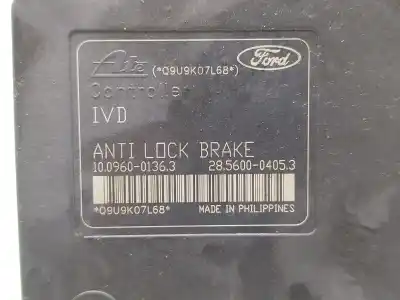 Ate (*Q9U9K07L68*) Ford
Controller
IVD
ANTI LOCK BRAKE
10.0960-0136.3 28.5600-0405.3
*Q9U9K07L68* MADE IN PHILIPPINES